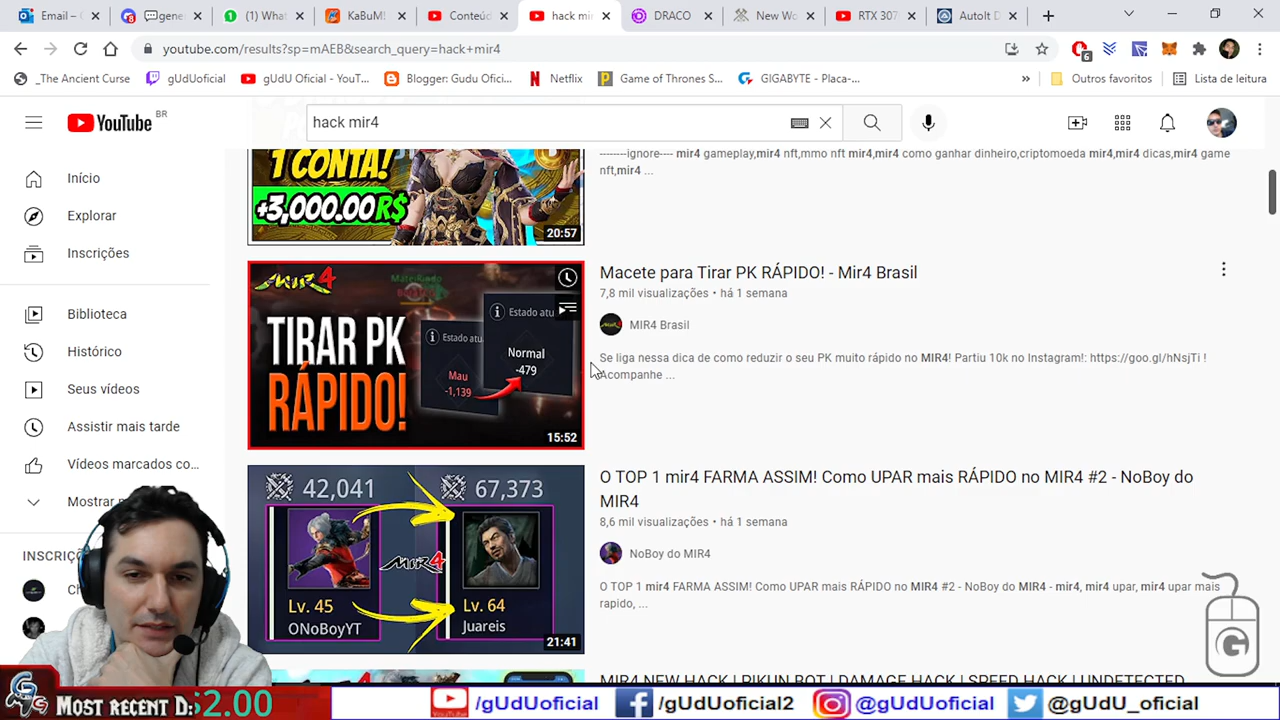 Email –
💬gene
(1) What
KaBuM!
Conteúd
hack mir
DRACO
New Wo
RTX 307
AutoIt D
youtube.com/results?sp=mAEB&search_query=hack+mir4
6
_The Ancient Curse
gUdUoficial
gUdU Oficial - YouT...
Blogger: Gudu Ofici...
Netflix
Game of Thrones S...
GIGABYTE - Placa-...
»
Outros favoritos
Lista de leitura
YouTube BR
hack mir4
Início
Explorar
Inscrições
Biblioteca
Histórico
Seus vídeos
Assistir mais tarde
Vídeos marcados co...
Mostrar
INSCRIÇ
1 CONTA!
+3,000.00R$
20:57
-------ignore---- mir4 gameplay,mir4 nft,mmo nft mir4,mir4 como ganhar dinheiro,criptomoeda mir4,mir4 dicas,mir4 game
nft,mir4 ...
MIR4
TIRAR PK
RÁPIDO!
Estado atu
Mau
-1,139
Estado atu
Normal
-479
15:52
Macete para Tirar PK RÁPIDO! - Mir4 Brasil
7,8 mil visualizações • há 1 semana
MIR4 Brasil
Se liga nessa dica de como reduzir o seu PK muito rápido no MIR4! Partiu 10k no Instagram!: https://goo.gl/hNsjTi !
Acompanhe ...
42,041
67,373
MIR4
Lv. 45
ONoBoyYT
Lv. 64
Juareis
21:41
O TOP 1 mir4 FARMA ASSIM! Como UPAR mais RÁPIDO no MIR4 #2 - NoBoy do
MIR4
8,6 mil visualizações • há 1 semana
NoBoy do MIR4
O TOP 1 mir4 FARMA ASSIM! Como UPAR mais RÁPIDO no MIR4 #2 - NoBoy do MIR4 - mir4, mir4 upar, mir4 upar mais
rapido, ...
MIR4 NEW HACK | PIKUN BOT | DAMAGE HACK | SPEED HACK | UNDETECTED
G
Most recent D: $2.00
/gUdUoficial
/gUdUoficial2
@gUdUoficial
@gUdU_oficial